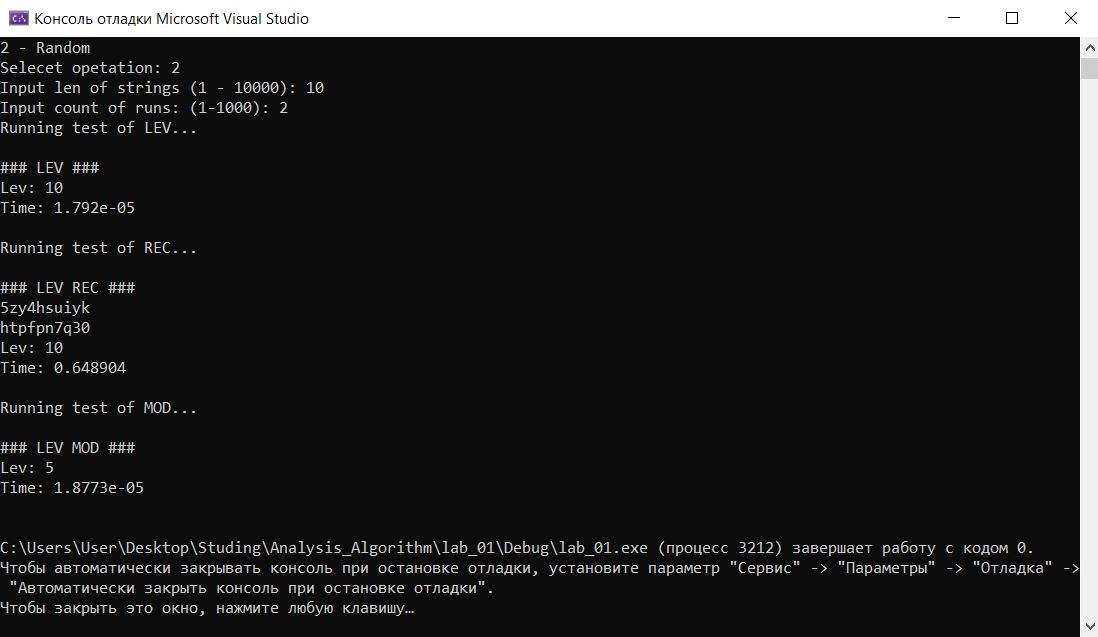 Консоль отладки Microsoft Visual Studio
2 - Random
Selecet opetation: 2
Input len of strings (1 - 10000): 10
Input count of runs: (1-1000): 2
Running test of LEV...
### LEV ###
Lev: 10
Time: 1.792e-05
Running test of REC...
### LEV REC ###
5zy4hsuiyk
htpfpn7q30
Lev: 10
Time: 0.648904
Running test of MOD...
### LEV MOD ###
Lev: 5
Time: 1.8773e-05
C:\Users\User\Desktop\Studing\Analysis_Algorithm\lab_01\Debug\lab_01.exe (процесс 3212) завершает работу с кодом 0.
Чтобы автоматически закрывать консоль при остановке отладки, установите параметр "Сервис" -> "Параметры" -> "Отладка" ->
"Автоматически закрыть консоль при остановке отладки".
Чтобы закрыть это окно, нажмите любую клавишу…